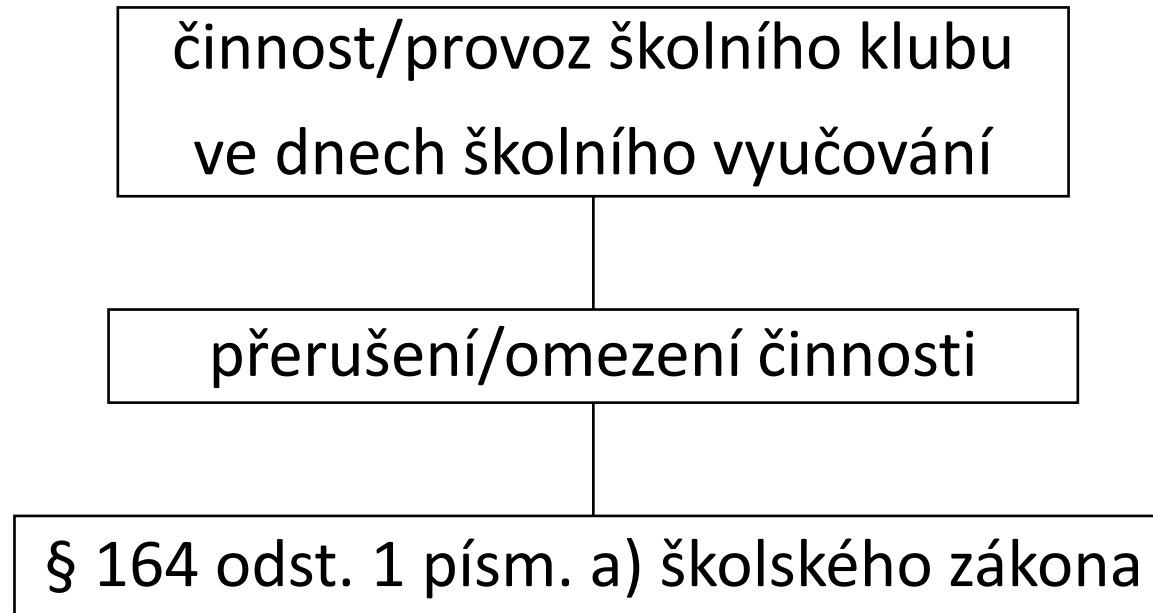 činnost/provoz školního klubu
ve dnech školního vyučování
přerušení/omezení činnosti
§ 164 odst. 1 písm. a) školského zákona